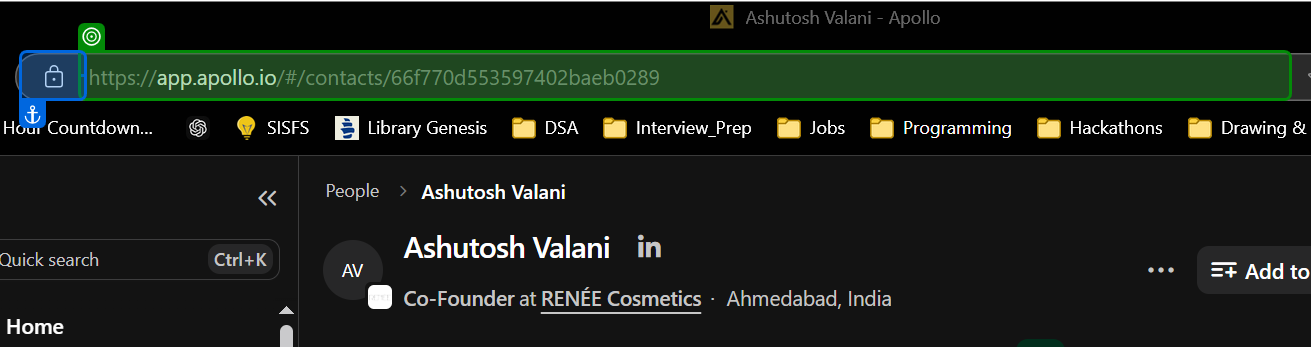 Ashutosh Valani - Apollo
https://app.apollo.io/#/contacts/66f770d553597402baeb0289
Hour Countdown... SISFS Library Genesis DSA Interview_Prep Jobs Programming Hackathons Drawing &
People > Ashutosh Valani
Ashutosh Valani in
Quick search Ctrl+K
AV
Add to
Co-Founder at RENÉE Cosmetics · Ahmedabad, India
Home